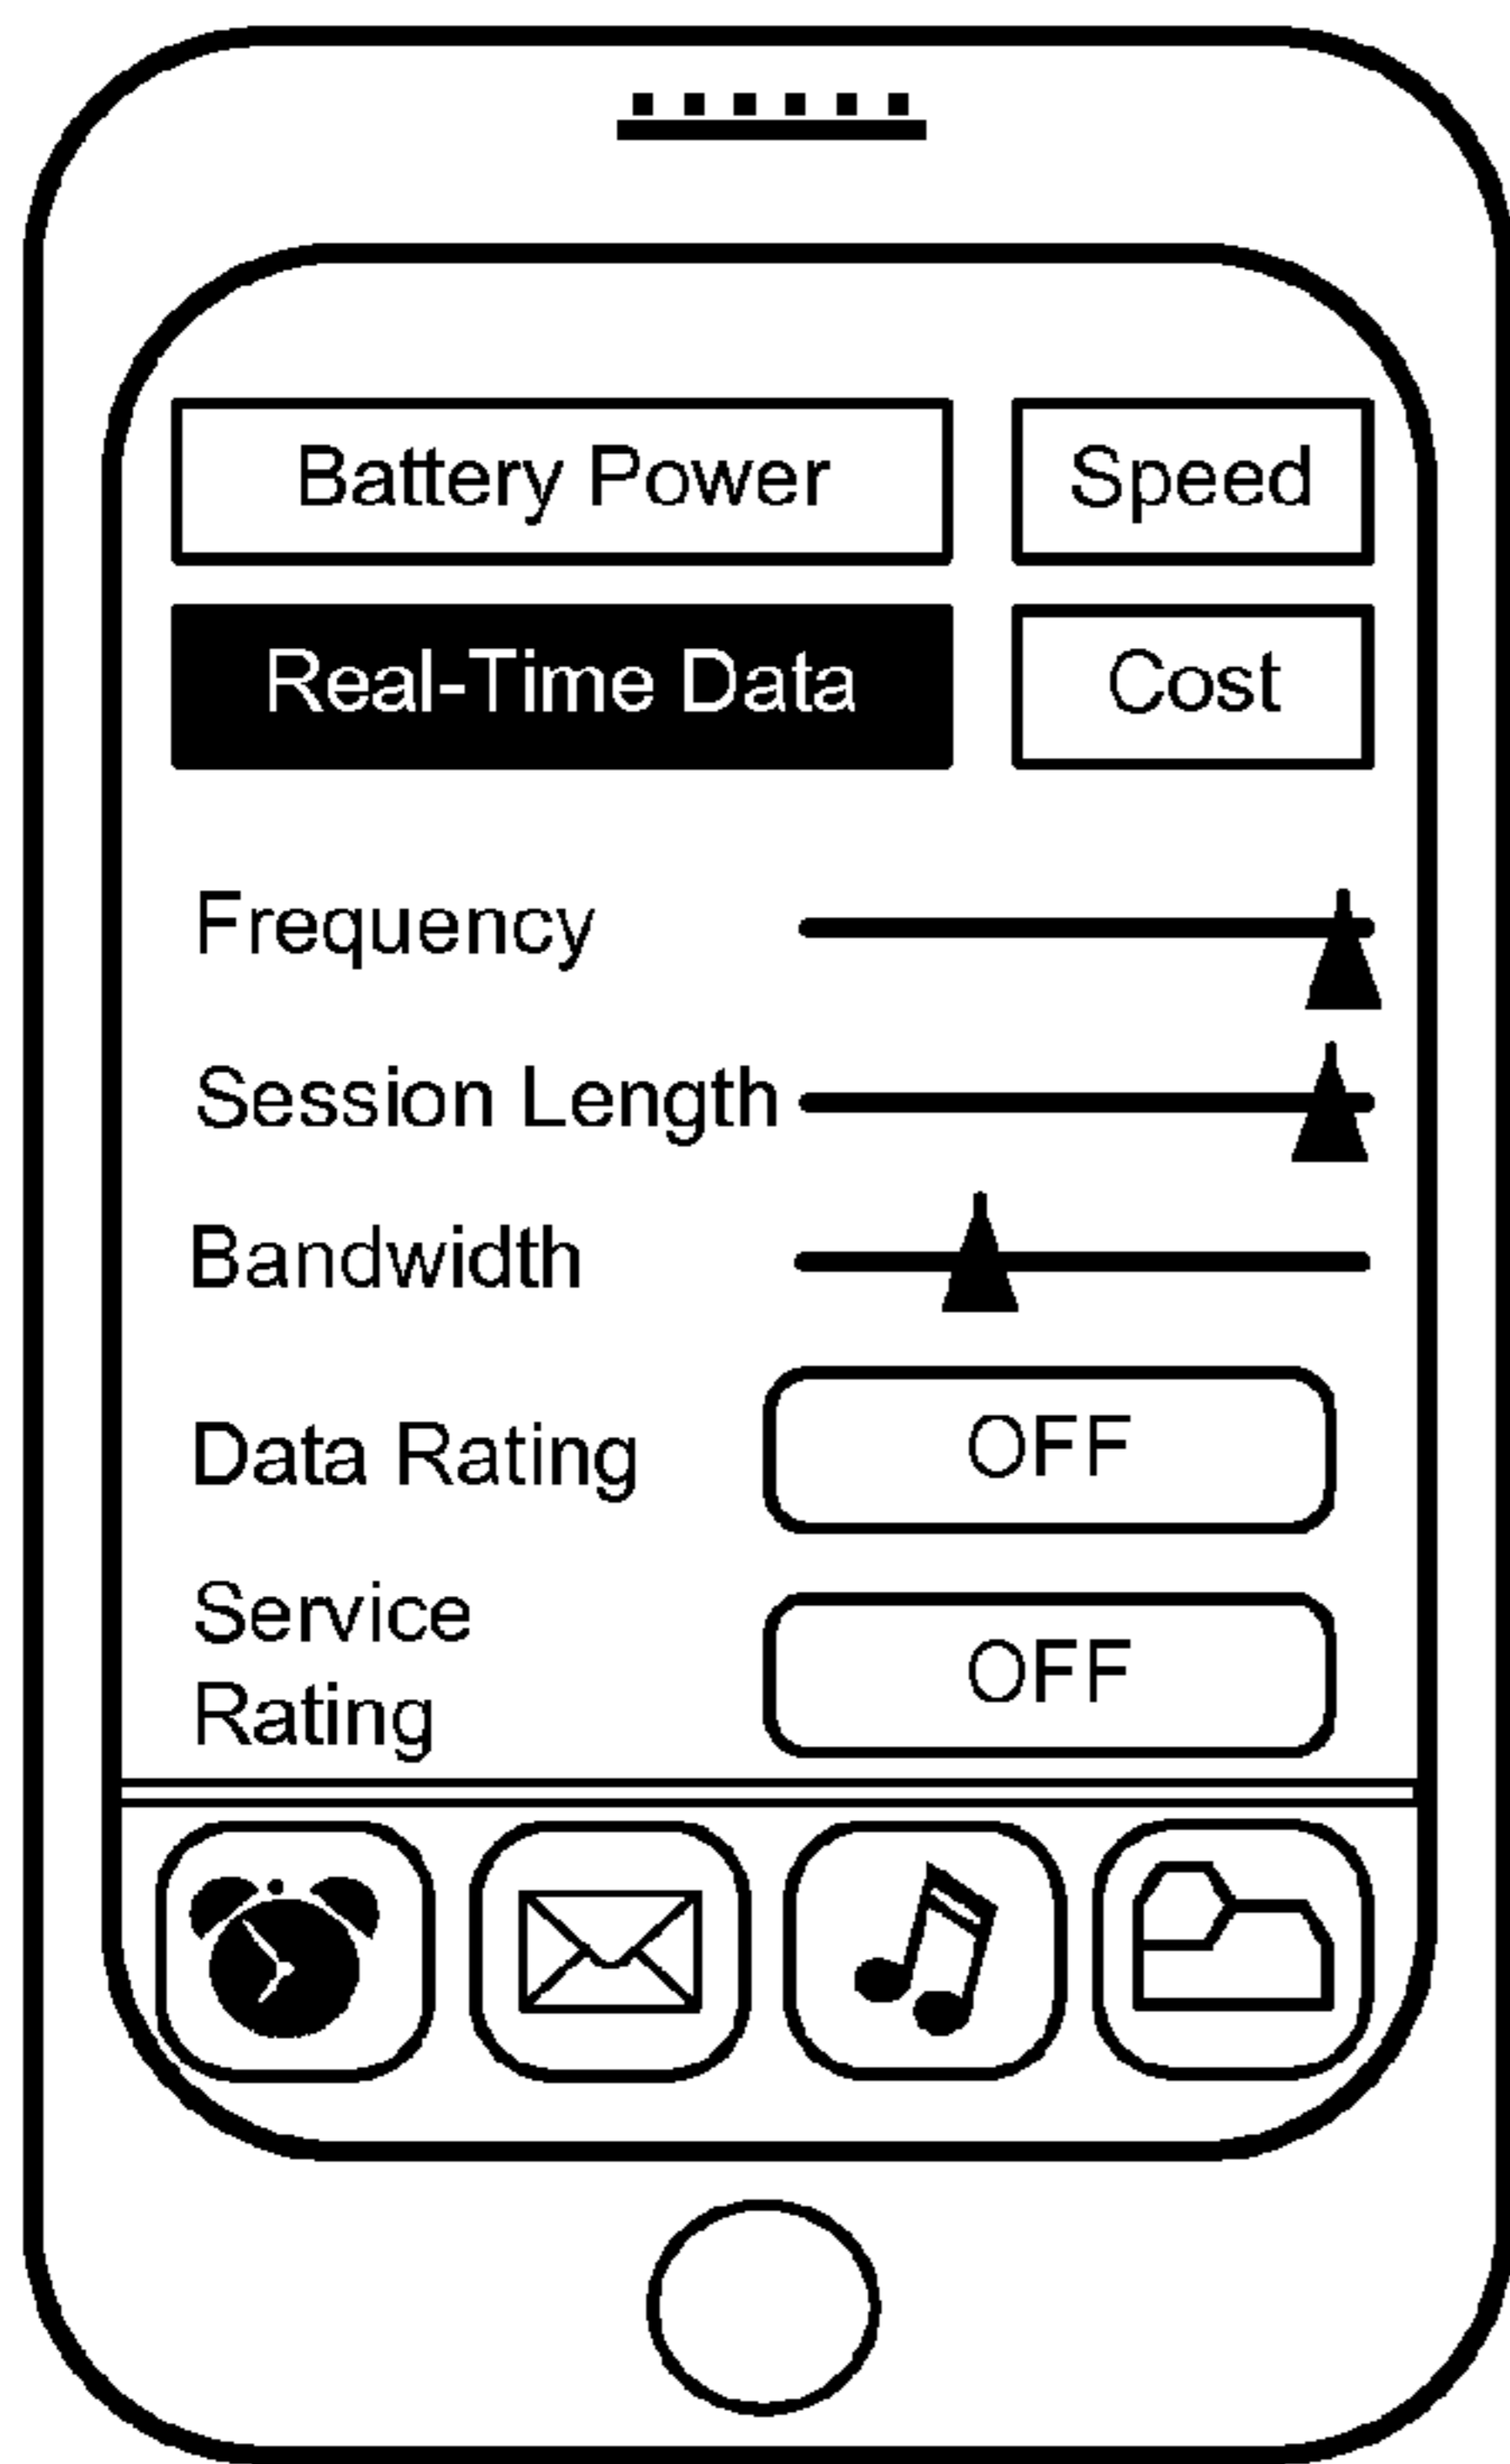 Battery Power
Speed
Real-Time Data
Cost
Frequency
Session Length
Bandwidth
Data Rating
OFF
Service
Rating
OFF